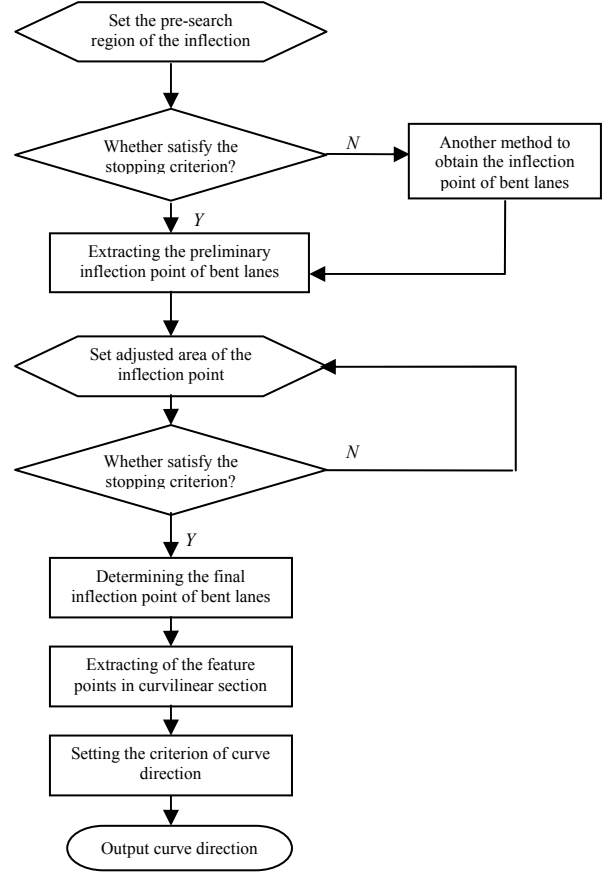 Set the pre-search
region of the inflection
Whether satisfy the
stopping criterion?
N
Another method to
obtain the inflection
point of bent lanes
Y
Extracting the preliminary
inflection point of bent lanes
Set adjusted area of the
inflection point
Whether satisfy the
stopping criterion?
N
Y
Determining the final
inflection point of bent lanes
Extracting of the feature
points in curvilinear section
Setting the criterion of curve
direction
Output curve direction